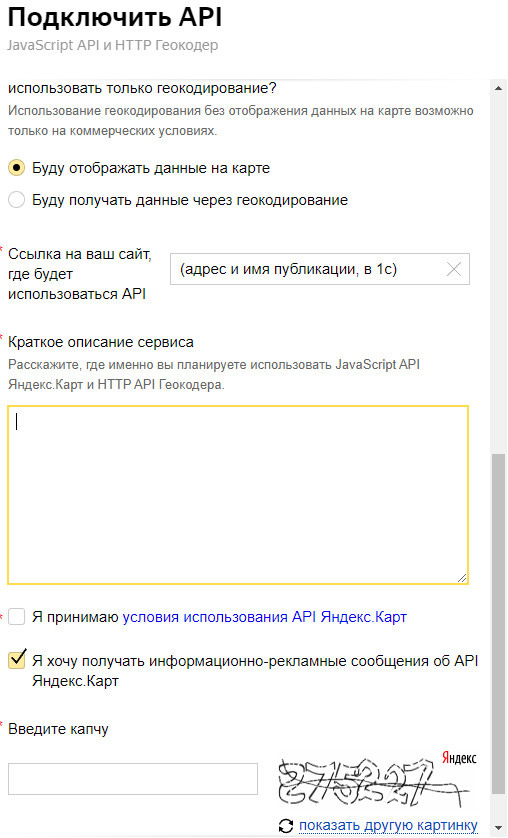 Подключить API
JavaScript API и HTTP Геокодер
использовать только геокодирование?
Использование геокодирования без отображения данных на карте возможно
только на коммерческих условиях.
Буду отображать данные на карте
Буду получать данные через геокодирование
* Ссылка на ваш сайт,
где будет
использоваться API
(адрес и имя публикации, в 1с)
* Краткое описание сервиса
Расскажите, где именно вы планируете использовать JavaScript API
Яндекс.Карт и HTTP API Геокодера.
* Я принимаю условия использования API Яндекс.Карт
Я хочу получать информационно-рекламные сообщения об API
Яндекс.Карт
* Введите капчу
Яндекс
показать другую картинку